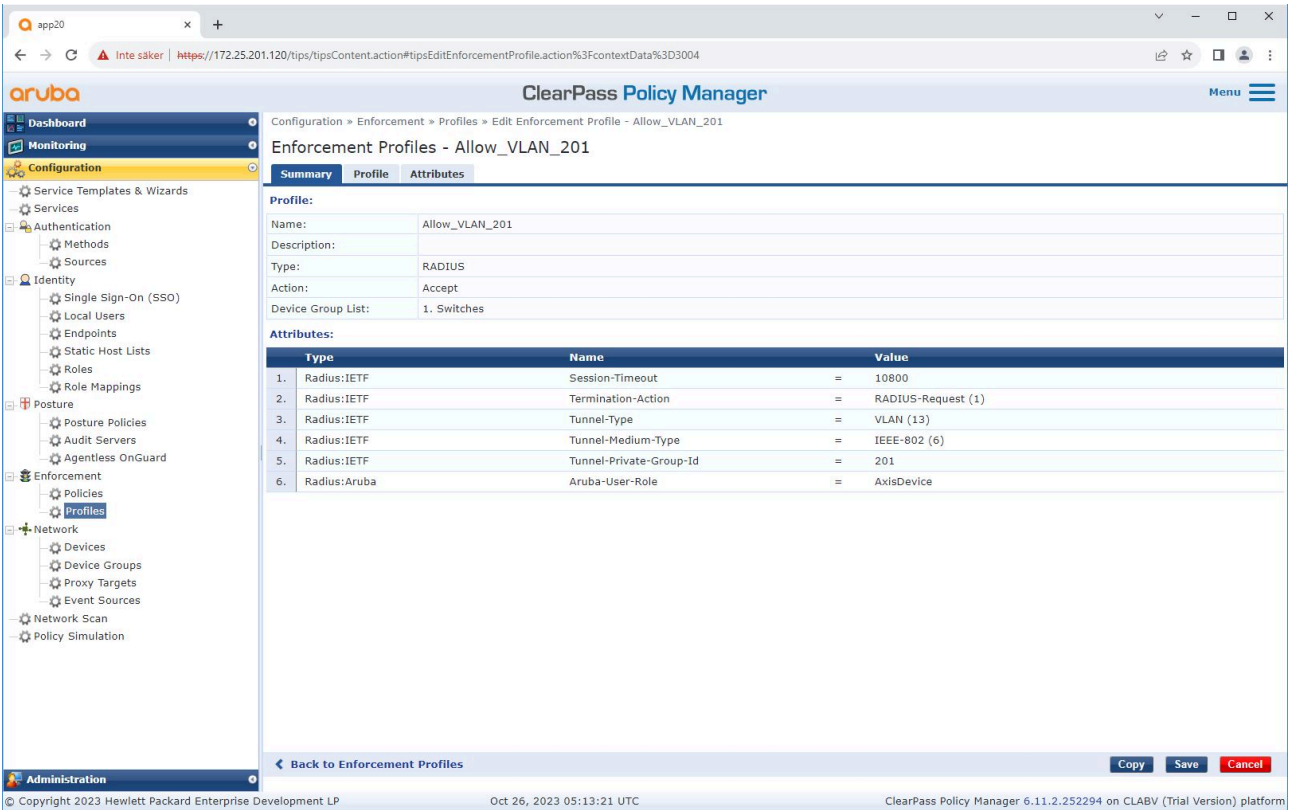 app20
Inte säker | https://172.25.201.120/tips/tipsContent.action#tipsEditEnforcementProfile.action%3FcontextData%3D3004
aruba
ClearPass Policy Manager
Menu
Dashboard
Monitoring
Configuration
Service Templates & Wizards
Services
Authentication
Methods
Sources
Identity
Single Sign-On (SSO)
Local Users
Endpoints
Static Host Lists
Roles
Role Mappings
Posture
Posture Policies
Audit Servers
Agentless OnGuard
Enforcement
Policies
Profiles
Network
Devices
Device Groups
Proxy Targets
Event Sources
Network Scan
Policy Simulation
Administration
Configuration » Enforcement » Profiles » Edit Enforcement Profile - Allow_VLAN_201
Enforcement Profiles - Allow_VLAN_201
Summary Profile Attributes
Profile:
Name: Allow_VLAN_201
Description:
Type: RADIUS
Action: Accept
Device Group List: 1. Switches
Attributes:
Type Name Value
1. Radius:IETF Session-Timeout = 10800
2. Radius:IETF Termination-Action = RADIUS-Request (1)
3. Radius:IETF Tunnel-Type = VLAN (13)
4. Radius:IETF Tunnel-Medium-Type = IEEE-802 (6)
5. Radius:IETF Tunnel-Private-Group-Id = 201
6. Radius:Aruba Aruba-User-Role = AxisDevice
Back to Enforcement Profiles Copy Save Cancel
© Copyright 2023 Hewlett Packard Enterprise Development LP Oct 26, 2023 05:13:21 UTC ClearPass Policy Manager 6.11.2.252294 on CLABV (Trial Version) platform